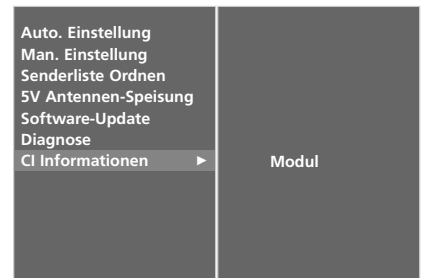 Auto. Einstellung
Man. Einstellung
Senderliste Ordnen
5V Antennen-Speisung
Software-Update
Diagnose
CI Informationen ►
Modul